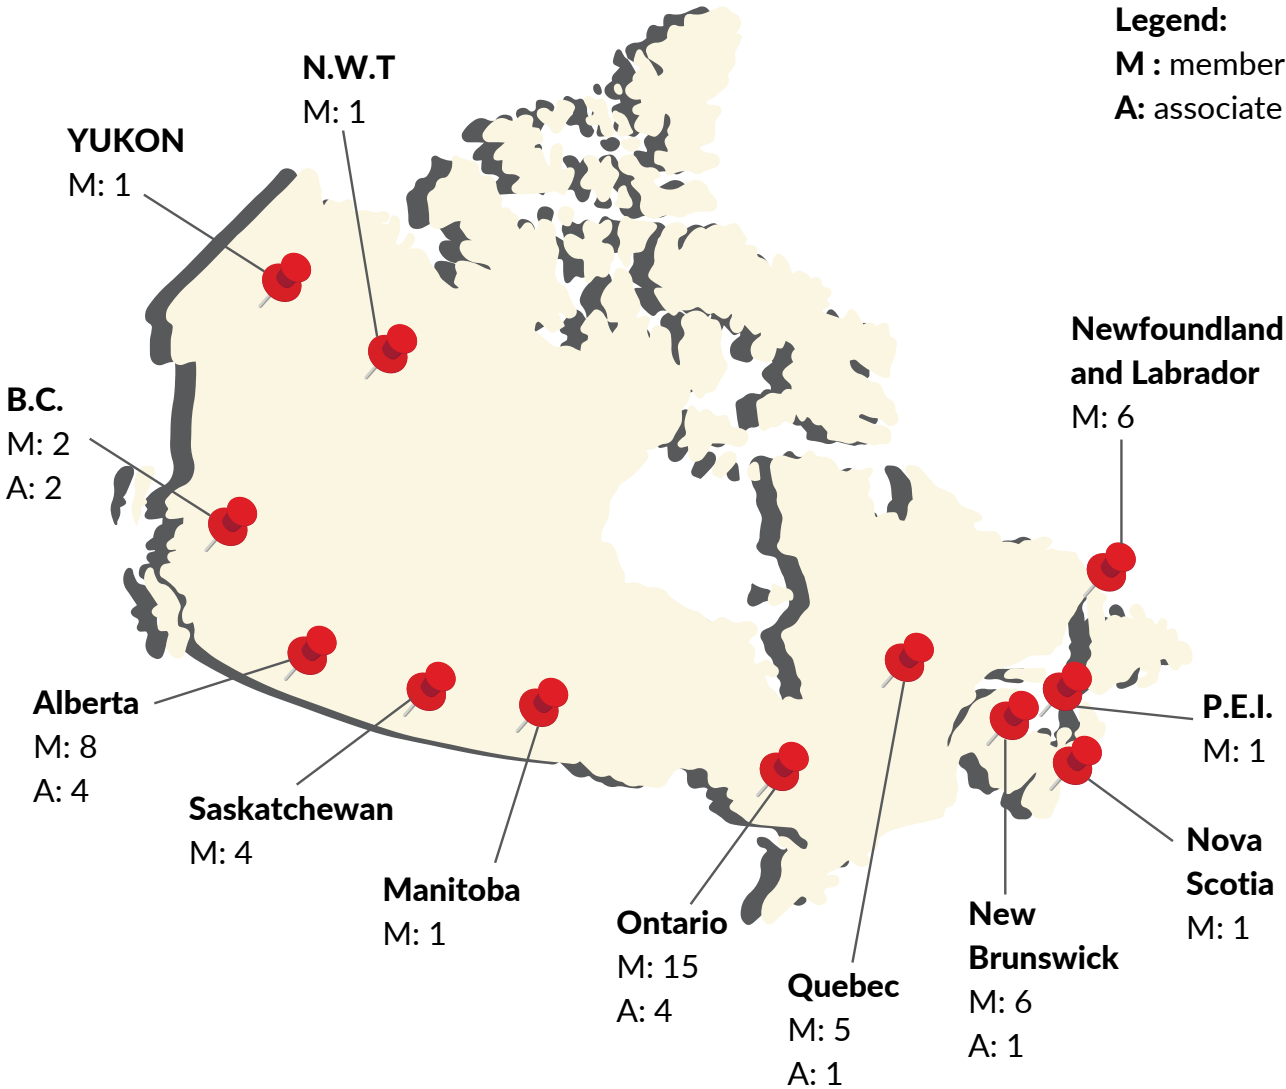 Legend:
M : member
A: associate
N.W.T
M: 1
YUKON
M: 1
Newfoundland
and Labrador
M: 6
B.C.
M: 2
A: 2
Alberta
M: 8
A: 4
P.E.I.
M: 1
Saskatchewan
M: 4
Nova
Scotia
M: 1
Manitoba
M: 1
Ontario
M: 15
A: 4
New
Brunswick
M: 6
A: 1
Quebec
M: 5
A: 1